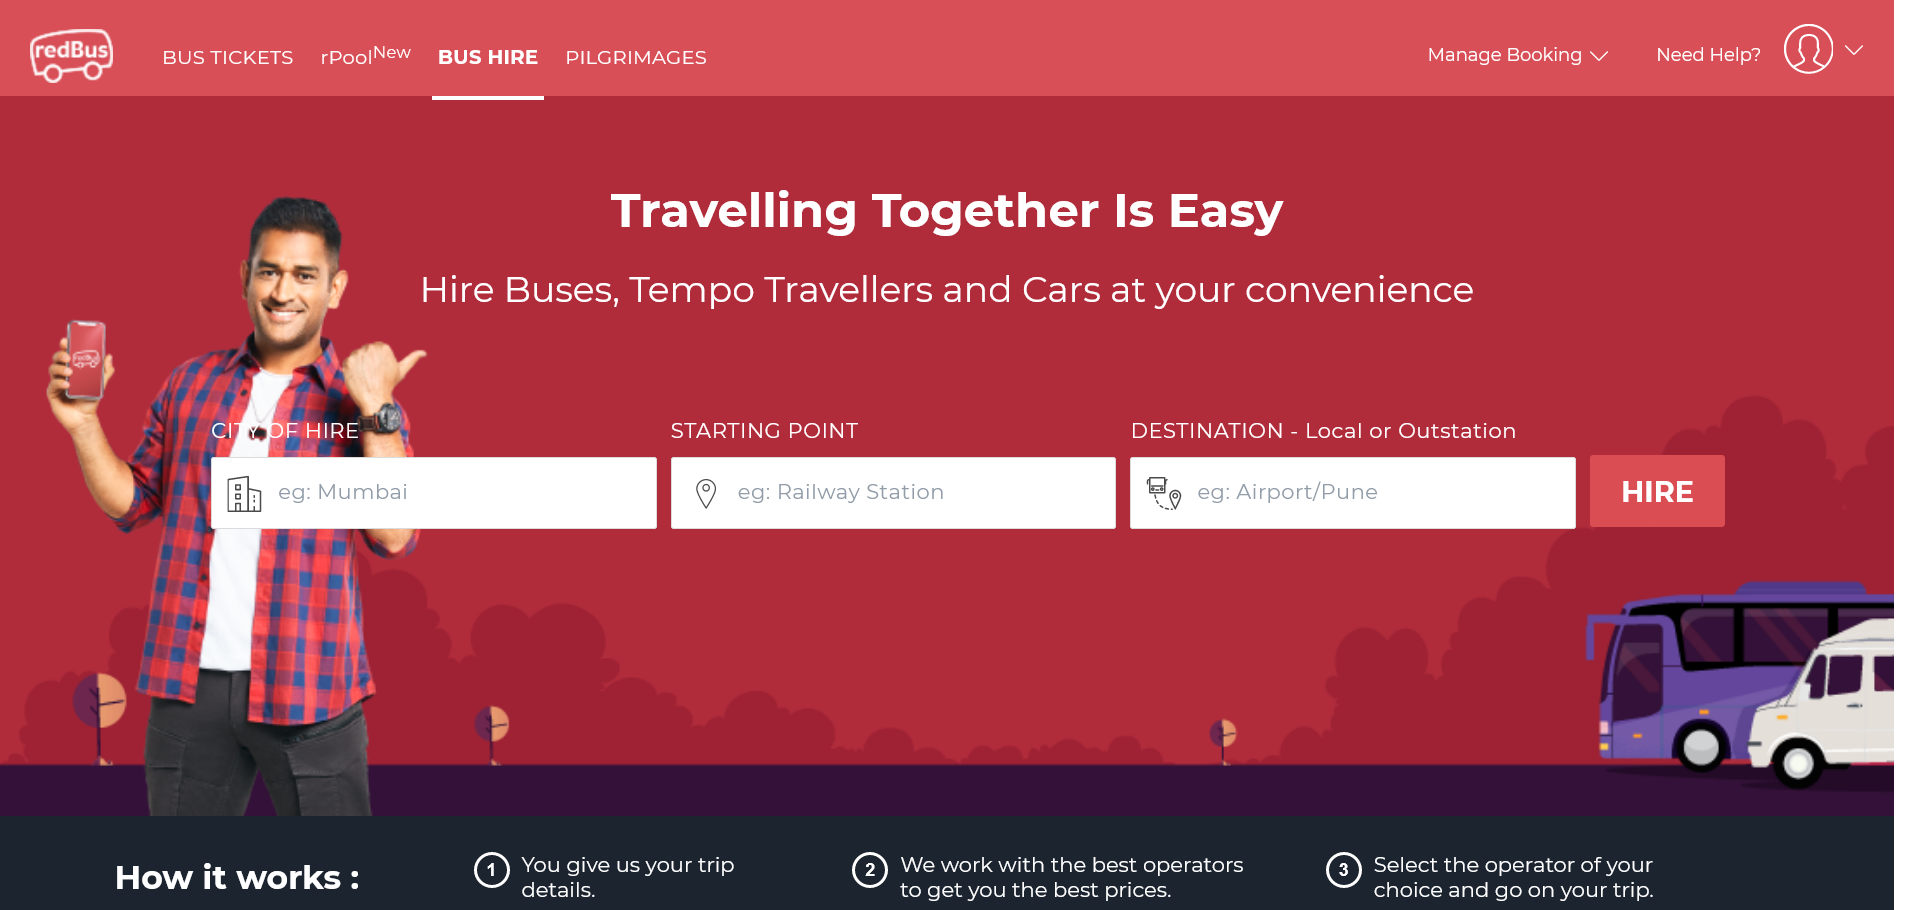 redBus
BUS TICKETS rPoolNew BUS HIRE PILGRIMAGES
Manage Booking Need Help?
Travelling Together Is Easy
Hire Buses, Tempo Travellers and Cars at your convenience
redBus
CITY OF HIRE STARTING POINT DESTINATION - Local or Outstation
eg: Mumbai eg: Railway Station eg: Airport/Pune HIRE
How it works :
1 You give us your trip
details.
2 We work with the best operators
to get you the best prices.
3 Select the operator of your
choice and go on your trip.